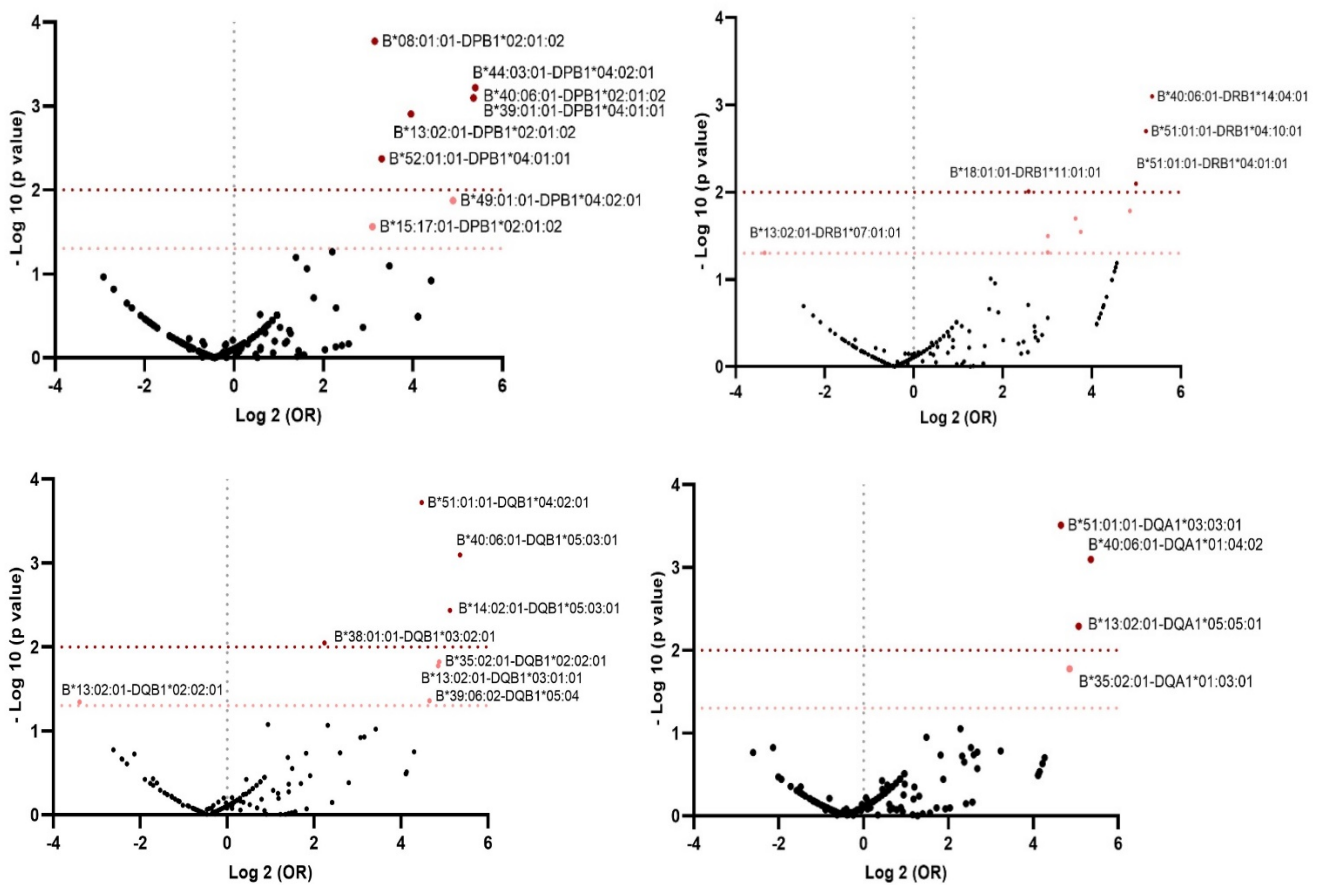 4
3
2
1
0
-4
-2
0
2
4
6
- Log 10 (p value)
Log 2 (OR)
B*08:01:01-DPB1*02:01:02
B*44:03:01-DPB1*04:02:01
B*40:06:01-DPB1*02:01:02
B*39:01:01-DPB1*04:01:01
B*13:02:01-DPB1*02:01:02
B*52:01:01-DPB1*04:01:01
B*49:01:01-DPB1*04:02:01
B*15:17:01-DPB1*02:01:02
4
3
2
1
0
-4
-2
0
2
4
6
- Log 10 (p value)
Log 2 (OR)
B*40:06:01-DRB1*14:04:01
B*51:01:01-DRB1*04:10:01
B*51:01:01-DRB1*04:01:01
B*18:01:01-DRB1*11:01:01
B*13:02:01-DRB1*07:01:01
4
3
2
1
0
-4
-2
0
2
4
6
- Log 10 (p value)
Log 2 (OR)
B*51:01:01-DQB1*04:02:01
B*40:06:01-DQB1*05:03:01
B*14:02:01-DQB1*05:03:01
B*38:01:01-DQB1*03:02:01
B*35:02:01-DQB1*02:02:01
B*13:02:01-DQB1*03:01:01
B*39:06:02-DQB1*05:04
B*13:02:01-DQB1*02:02:01
4
3
2
1
0
-4
-2
0
2
4
6
- Log 10 (p value)
Log 2 (OR)
B*51:01:01-DQA1*03:03:01
B*40:06:01-DQA1*01:04:02
B*13:02:01-DQA1*05:05:01
B*35:02:01-DQA1*01:03:01